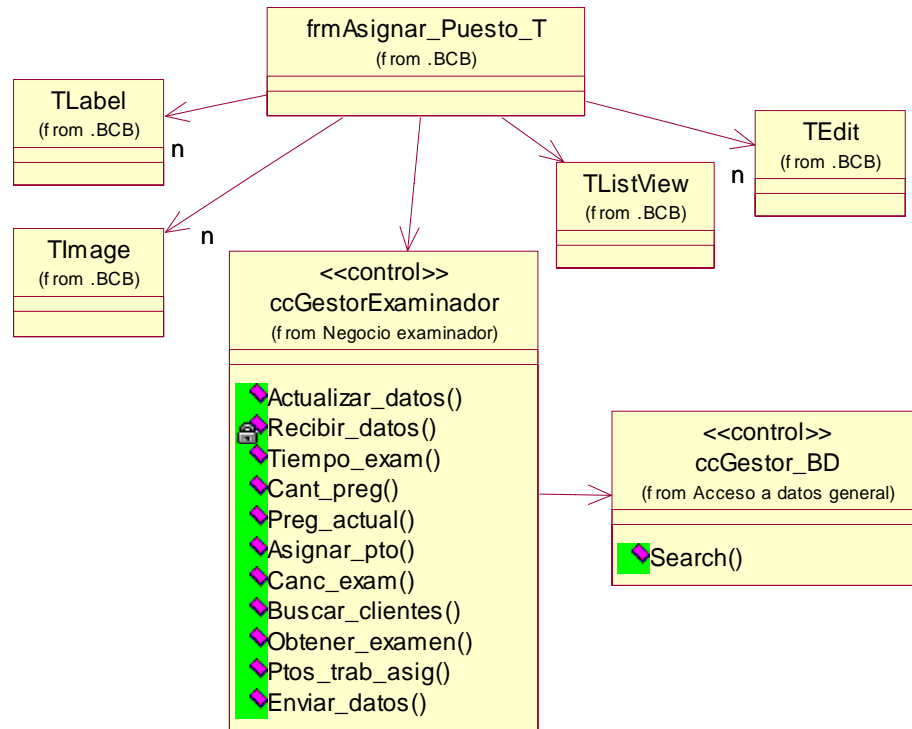 frmAsignar_Puesto_T
(from .BCB)
TLabel
(from .BCB)
n
TEdit
(from .BCB)
n
TListView
(from .BCB)
TImage
(from .BCB)
n
<<control>>
ccGestorExaminador
(from Negocio examinador)
Actualizar_datos()
Recibir_datos()
Tiempo_exam()
Cant_preg()
Preg_actual()
Asignar_pto()
Canc_exam()
Buscar_clientes()
Obtener_examen()
Ptos_trab_asig()
Enviar_datos()
<<control>>
ccGestor_BD
(from Acceso a datos general)
Search()